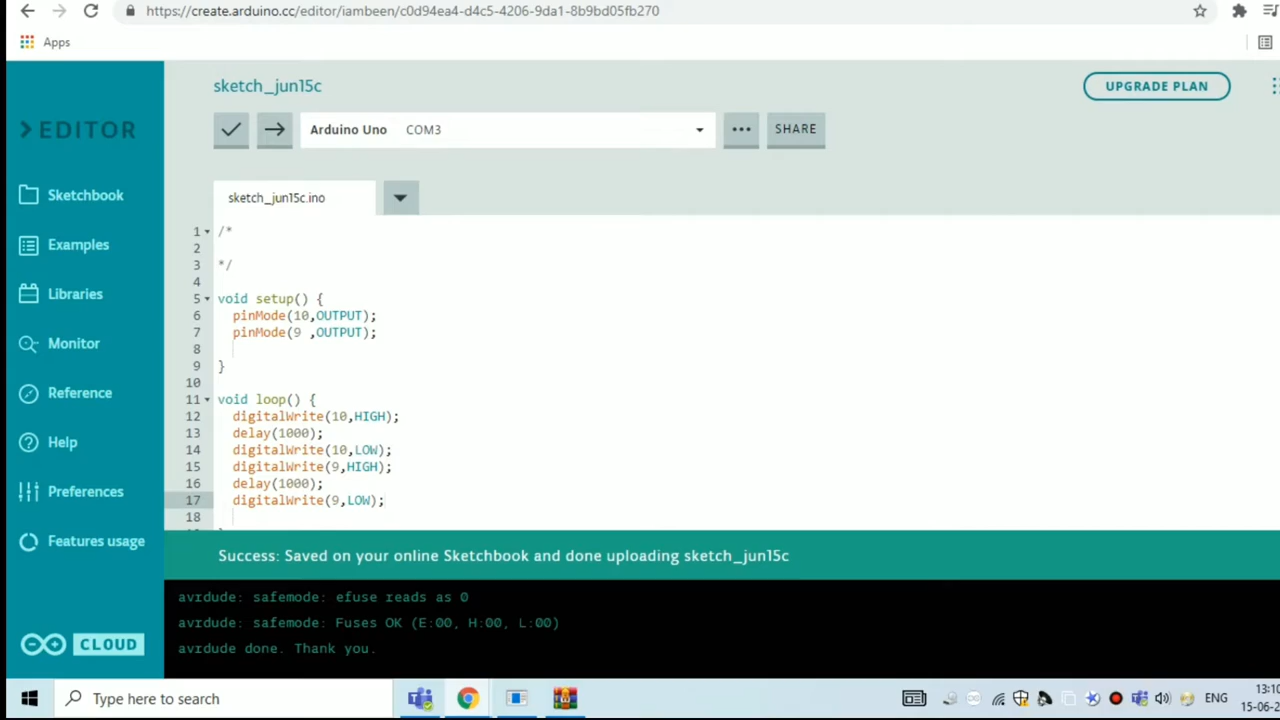 https://create.arduino.cc/editor/iambeen/c0d94ea4-d4c5-4206-9da1-8b9bd05fb270
Apps
sketch_jun15c
UPGRADE PLAN
EDITOR
Arduino Uno COM3
SHARE
Sketchbook
Examples
Libraries
Monitor
Reference
Help
Preferences
Features usage
CLOUD
sketch_jun15c.ino
1 /*
2
3 */
4
5 void setup() {
6 pinMode(10,OUTPUT);
7 pinMode(9 ,OUTPUT);
8
9 }
10
11 void loop() {
12 digitalWrite(10,HIGH);
13 delay(1000);
14 digitalWrite(10,LOW);
15 digitalWrite(9,HIGH);
16 delay(1000);
17 digitalWrite(9,LOW);
18
Success: Saved on your online Sketchbook and done uploading sketch_jun15c
avrdude: safemode: efuse reads as 0
avrdude: safemode: Fuses OK (E:00, H:00, L:00)
avrdude done. Thank you.
Type here to search
ENG
13:10
15-06-2